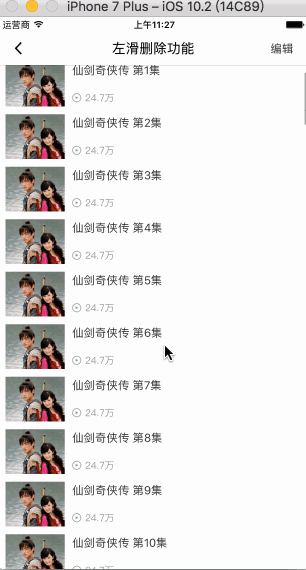 iPhone 7 Plus – iOS 10.2 (14C89)
运营商 上午11:27
左滑删除功能 编辑
仙剑奇侠传 第1集
24.7万
仙剑奇侠传 第2集
24.7万
仙剑奇侠传 第3集
24.7万
仙剑奇侠传 第4集
24.7万
仙剑奇侠传 第5集
24.7万
仙剑奇侠传 第6集
24.7万
仙剑奇侠传 第7集
24.7万
仙剑奇侠传 第8集
24.7万
仙剑奇侠传 第9集
24.7万
仙剑奇侠传 第10集
24.7万